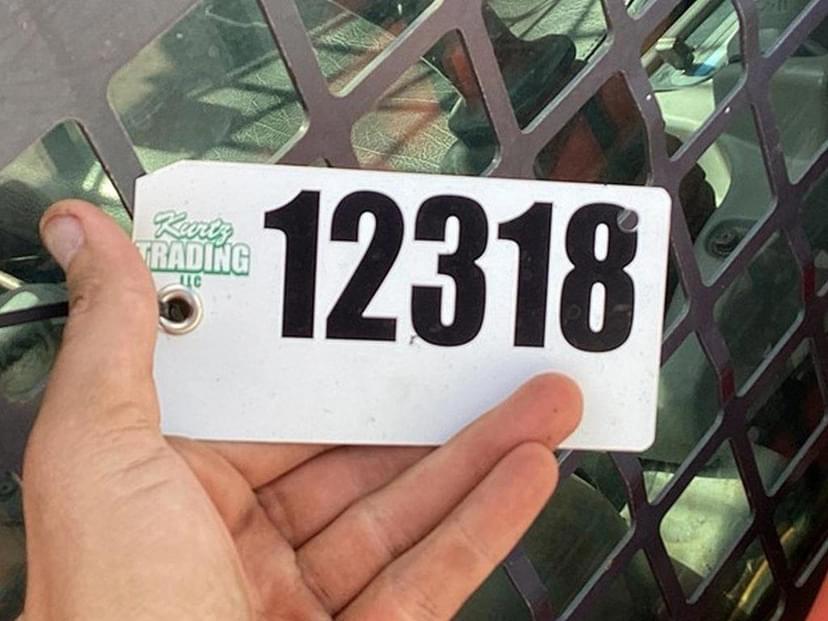 Kurtz
TRADING
LLC
12318